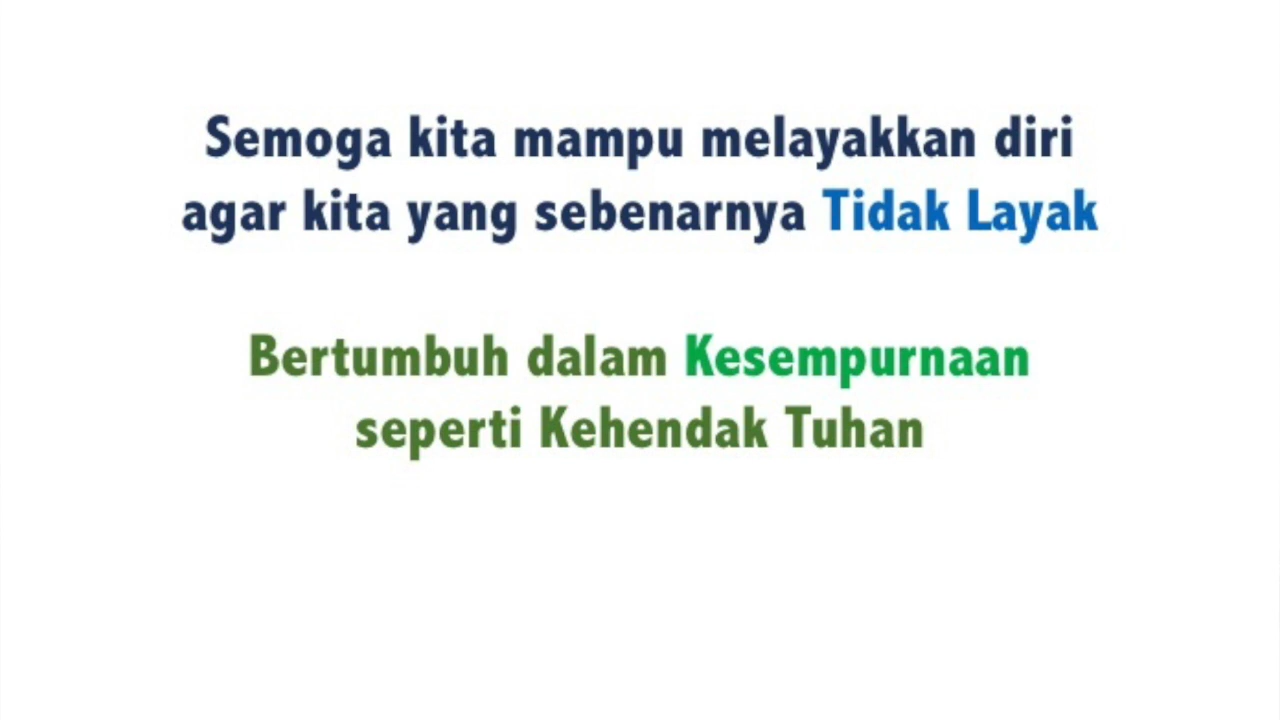 Semoga kita mampu melayakkan diri
agar kita yang sebenarnya Tidak Layak
Bertumbuh dalam Kesempurnaan
seperti Kehendak Tuhan